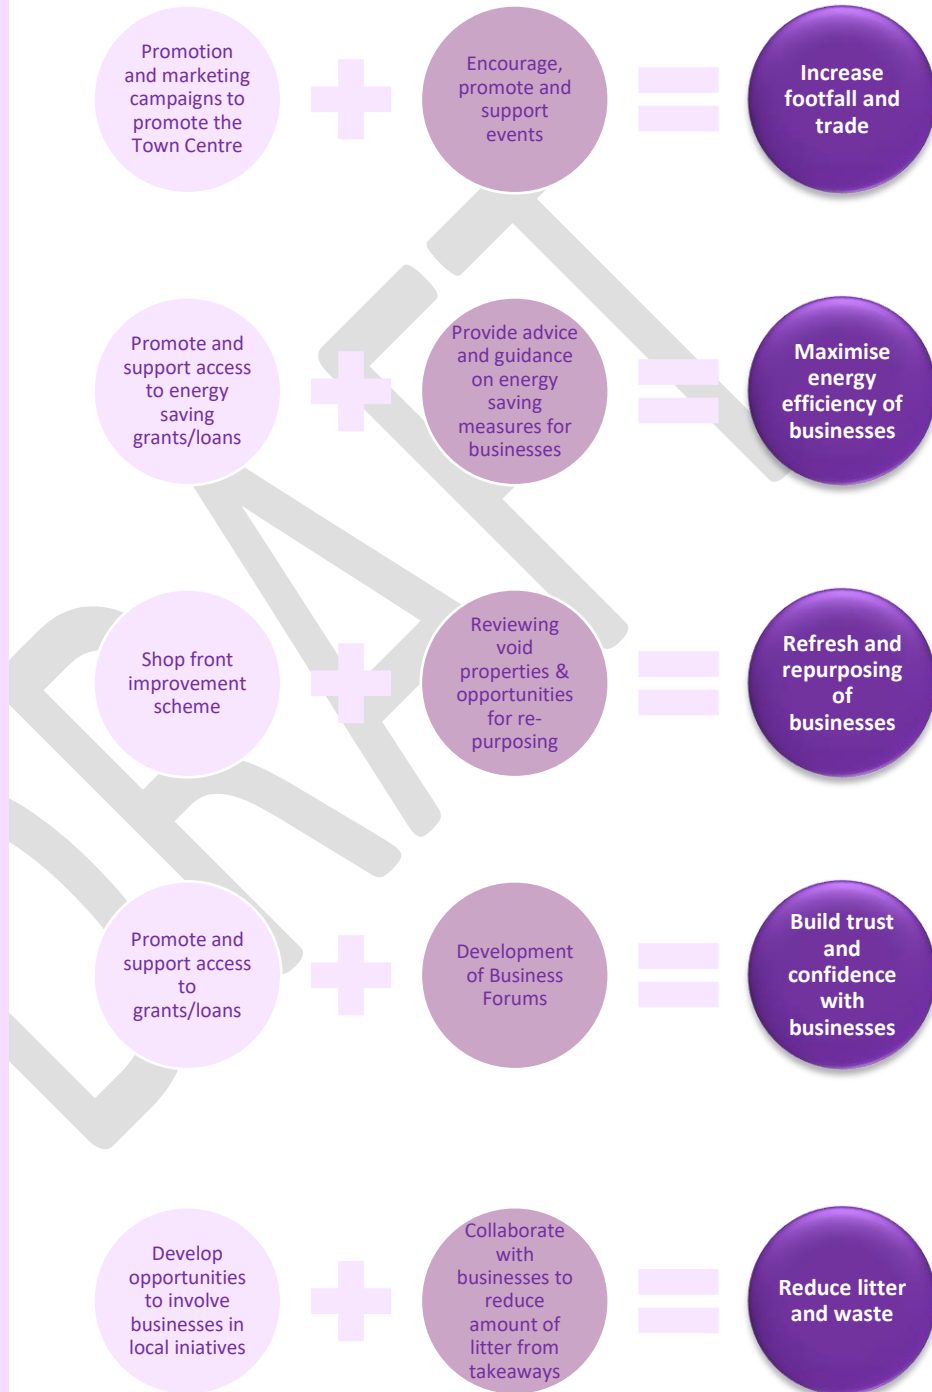 Promotion
and marketing
campaigns to
promote the
Town Centre
Encourage,
promote and
support
events
Increase
footfall and
trade
Promote and
support access
to energy
saving
grants/loans
Provide advice
and guidance
on energy
saving
measures for
businesses
Maximise
energy
efficiency of
businesses
Shop front
improvement
scheme
Reviewing
void
properties &
opportunities
for re-
purposing
Refresh and
repurposing
of
businesses
Promote and
support access
to
grants/loans
Development
of Business
Forums
Build trust
and
confidence
with
businesses
Develop
opportunities
to involve
businesses in
local iniatives
Collaborate
with
businesses to
reduce
amount of
litter from
takeaways
Reduce litter
and waste
DRAFT